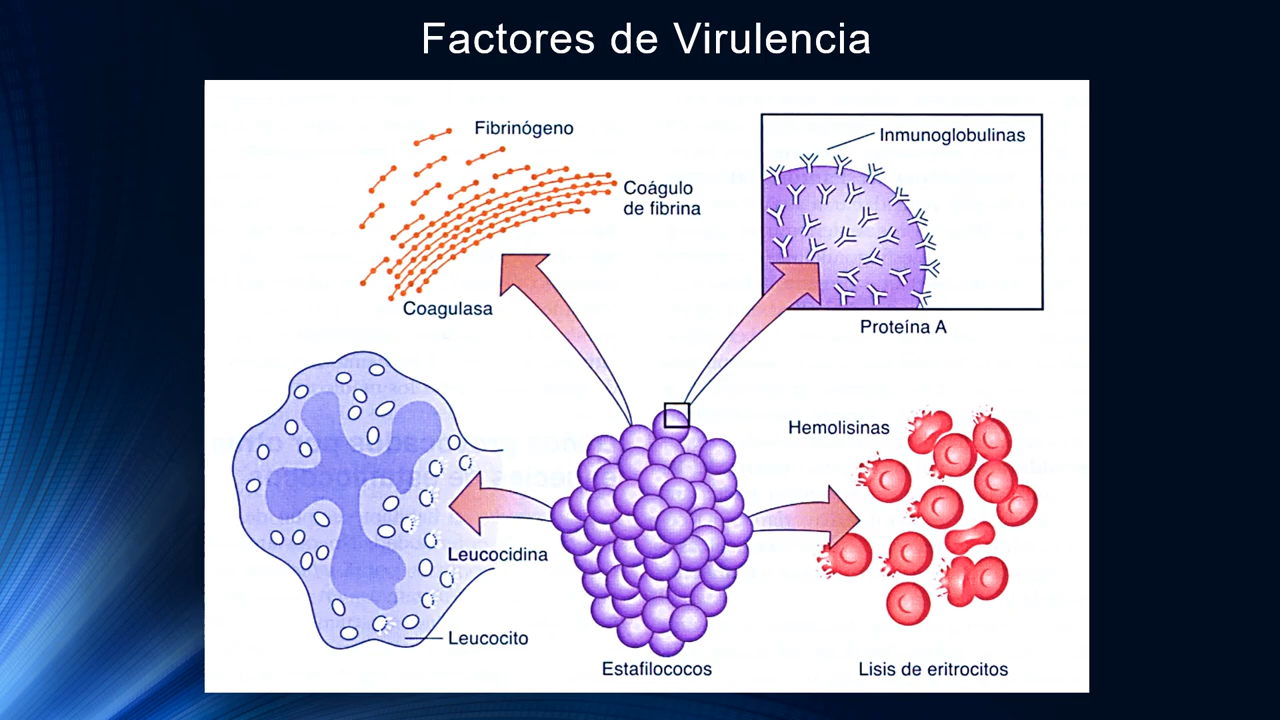 Factores de Virulencia
Fibrinógeno
Coágulo
de fibrina
Coagulasa
Inmunoglobulinas
Proteína A
Hemolisinas
Leucocidina
Leucocito
Estafilococos
Lisis de eritrocitos